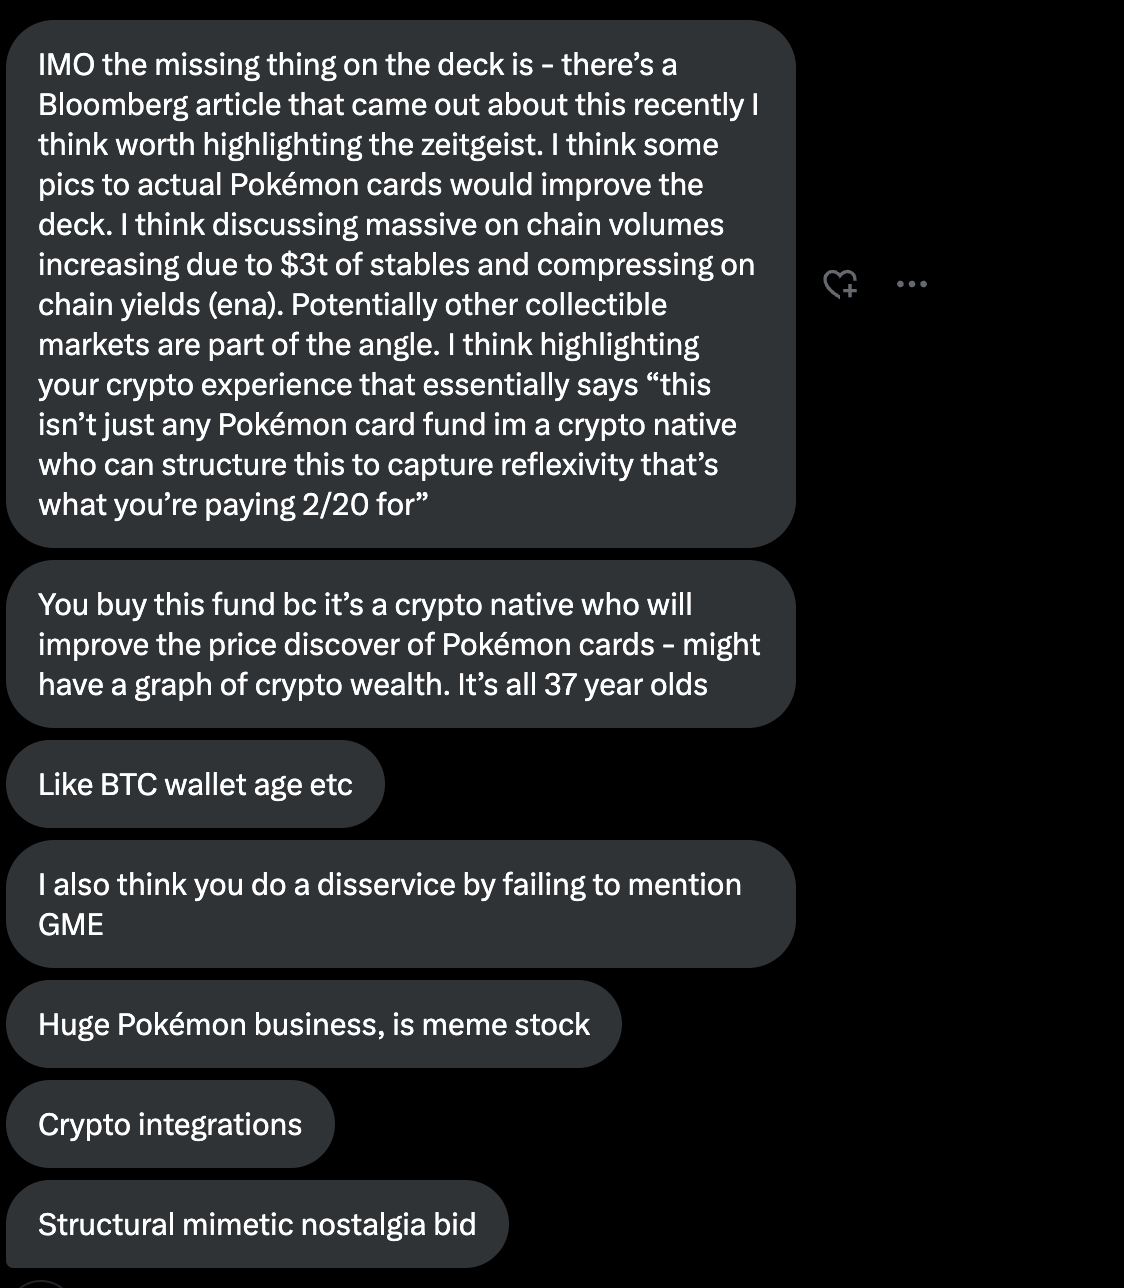 IMO the missing thing on the deck is – there’s a
Bloomberg article that came out about this recently I
think worth highlighting the zeitgeist. I think some
pics to actual Pokémon cards would improve the
deck. I think discussing massive on chain volumes
increasing due to $3t of stables and compressing on
chain yields (ena). Potentially other collectible
markets are part of the angle. I think highlighting
your crypto experience that essentially says “this
isn’t just any Pokémon card fund im a crypto native
who can structure this to capture reflexivity that’s
what you’re paying 2/20 for”
You buy this fund bc it’s a crypto native who will
improve the price discover of Pokémon cards – might
have a graph of crypto wealth. It’s all 37 year olds
Like BTC wallet age etc
I also think you do a disservice by failing to mention
GME
Huge Pokémon business, is meme stock
Crypto integrations
Structural mimetic nostalgia bid